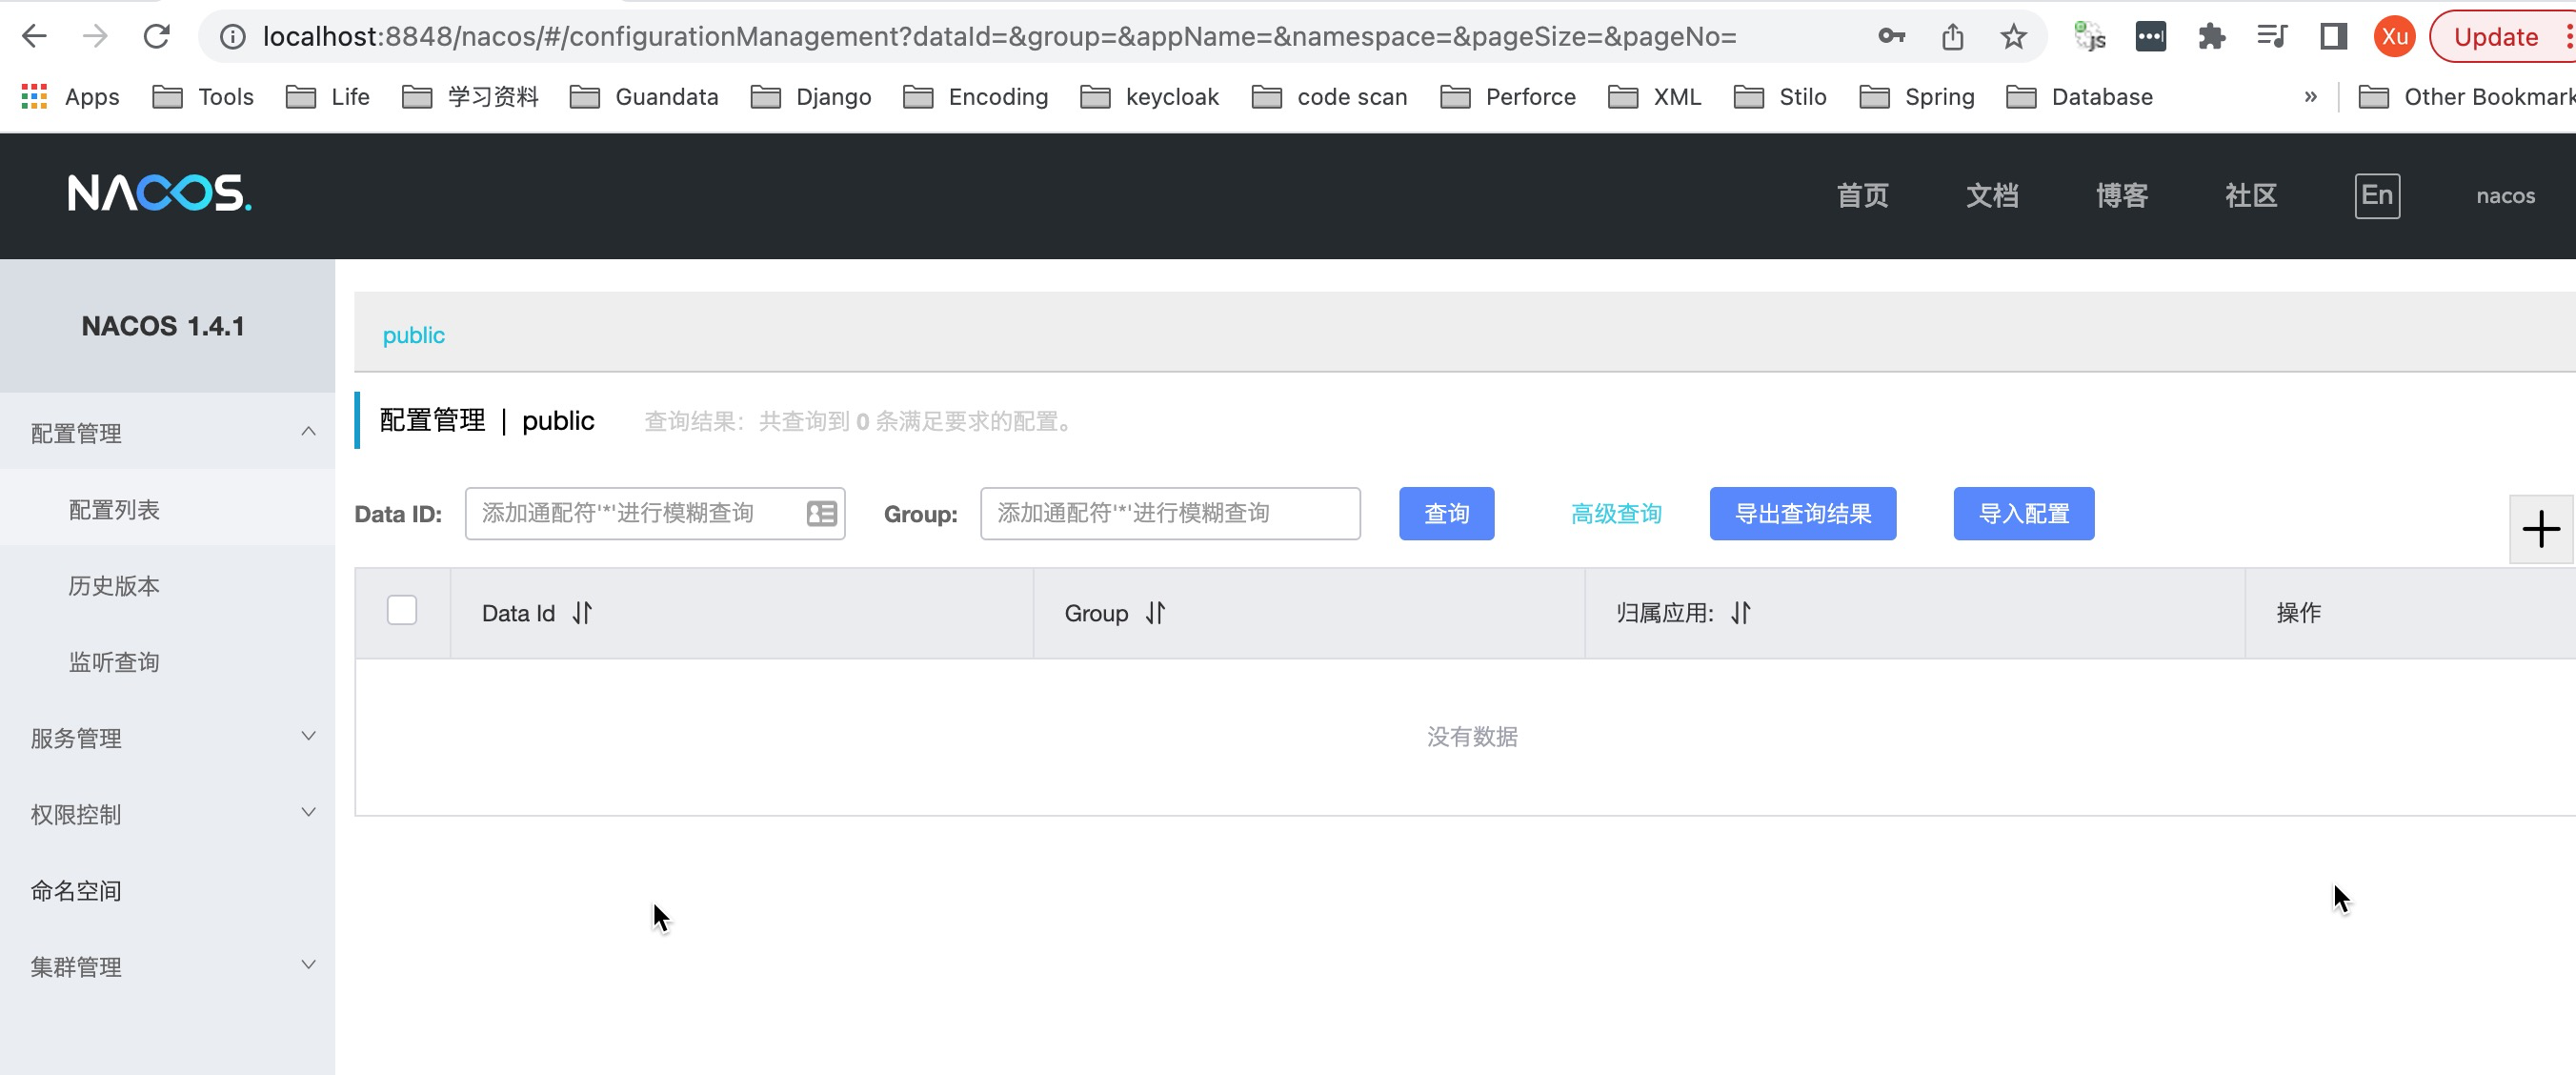 localhost:8848/nacos/#/configurationManagement?dataId=&group=&appName=&namespace=&pageSize=&pageNo=
js
Xu
Update
Apps Tools Life 学习资料 Guandata Django Encoding keycloak code scan Perforce XML Stilo Spring Database » Other Bookmark
NACOS.
首页 文档 博客 社区 En nacos
NACOS 1.4.1
public
配置管理 | public 查询结果：共查询到 0 条满足要求的配置。
配置管理
配置列表
历史版本
监听查询
服务管理
权限控制
命名空间
集群管理
Data ID: 添加通配符'*'进行模糊查询 Group: 添加通配符'*'进行模糊查询 查询 高级查询 导出查询结果 导入配置
Data Id Group 归属应用: 操作
没有数据